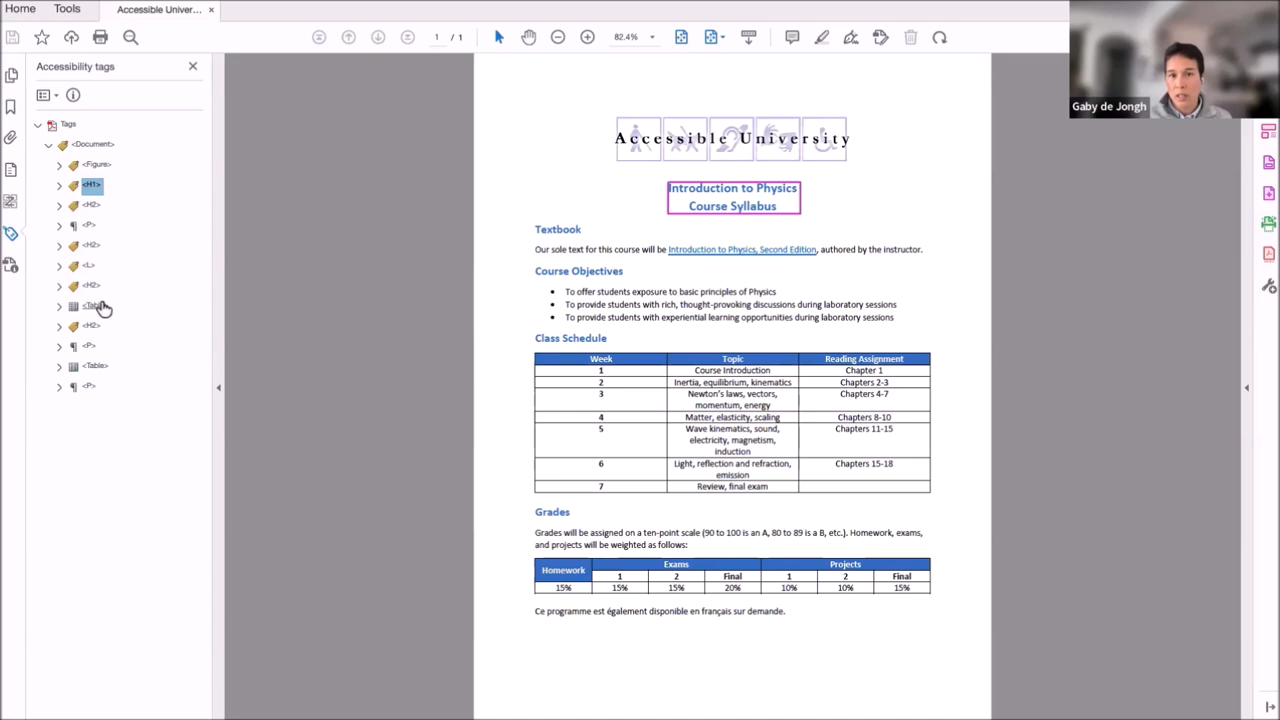 Home Tools Accessible Univer... ×
1 / 1 82.4%
Accessibility tags ×
Gaby de Jongh
Tags
<Document>
<Figure>
<H1>
<H2>
<P>
<H2>
<L>
<H2>
<H2>
<P>
<Table>
<P>
Accessible University
Introduction to Physics
Course Syllabus
Textbook
Our sole text for this course will be Introduction to Physics, Second Edition, authored by the instructor.
Course Objectives
• To offer students exposure to basic principles of Physics
• To provide students with rich, thought-provoking discussions during laboratory sessions
• To provide students with experiential learning opportunities during laboratory sessions
Class Schedule
Week Topic Reading Assignment
1 Course Introduction Chapter 1
2 Inertia, equilibrium, kinematics Chapters 2-3
3 Newton's laws, vectors, Chapters 4-7
momentum, energy
4 Matter, elasticity, scaling Chapters 8-10
5 Wave kinematics, sound, Chapters 11-15
electricity, magnetism,
induction
6 Light, reflection and refraction, Chapters 15-18
emission
7 Review, final exam
Grades
Grades will be assigned on a ten-point scale (90 to 100 is an A, 80 to 89 is a B, etc.). Homework, exams,
and projects will be weighted as follows:
Homework Exams Projects
1 2 Final 1 2 Final
15% 15% 15% 20% 10% 10% 15%
Ce programme est également disponible en français sur demande.